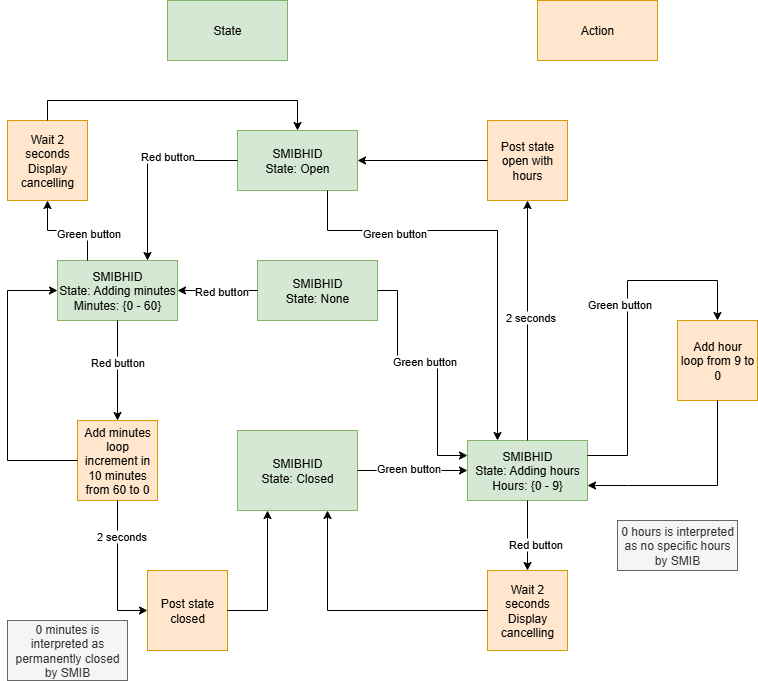 State
Action
Wait 2
seconds
Display
cancelling
Red button
SMIBHID
State: Open
Post state
open with
hours
Green button
Green button
SMIBHID
State: Adding minutes
Minutes: {0 - 60}
Red button
SMIBHID
State: None
2 seconds
Green button
Add hour
loop from 9 to
0
Red button
Green button
Add minutes
loop
increment in
10 minutes
from 60 to 0
SMIBHID
State: Closed
Green button
SMIBHID
State: Adding hours
Hours: {0 - 9}
2 seconds
Red button
0 hours is interpreted
as no specific hours
by SMIB
Post state
closed
Wait 2
seconds
Display
cancelling
0 minutes is
interpreted as
permanently closed
by SMIB